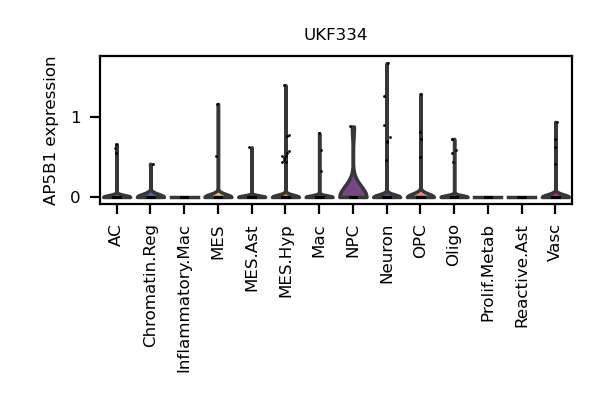 UKF334
AP5B1 expression
1
0
AC
Chromatin.Reg
Inflammatory.Mac
MES
MES.Ast
MES.Hyp
Mac
NPC
Neuron
OPC
Oligo
Prolif.Metab
Reactive.Ast
Vasc